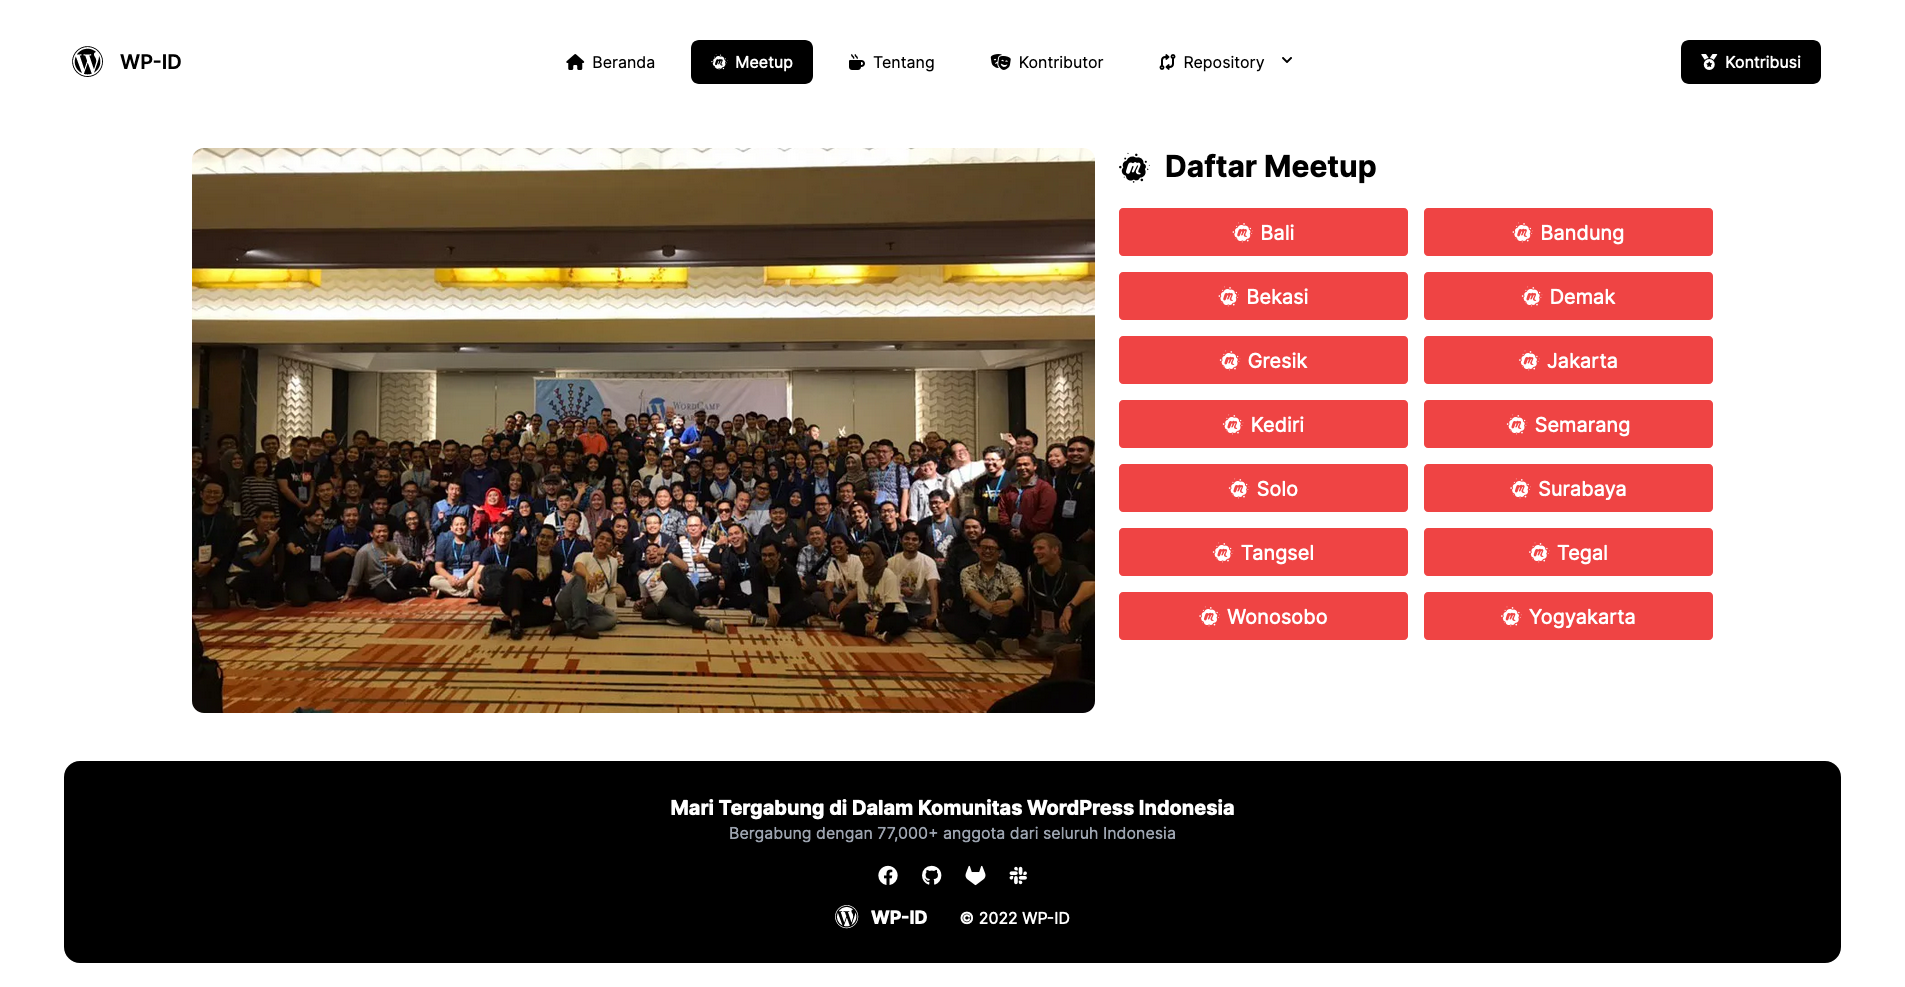 WP-ID
Beranda
Meetup
Tentang
Kontributor
Repository
Kontribusi
WORDCAMP
Daftar Meetup
Bali
Bandung
Bekasi
Demak
Gresik
Jakarta
Kediri
Semarang
Solo
Surabaya
Tangsel
Tegal
Wonosobo
Yogyakarta
Mari Tergabung di Dalam Komunitas WordPress Indonesia
Bergabung dengan 77,000+ anggota dari seluruh Indonesia
WP-ID © 2022 WP-ID